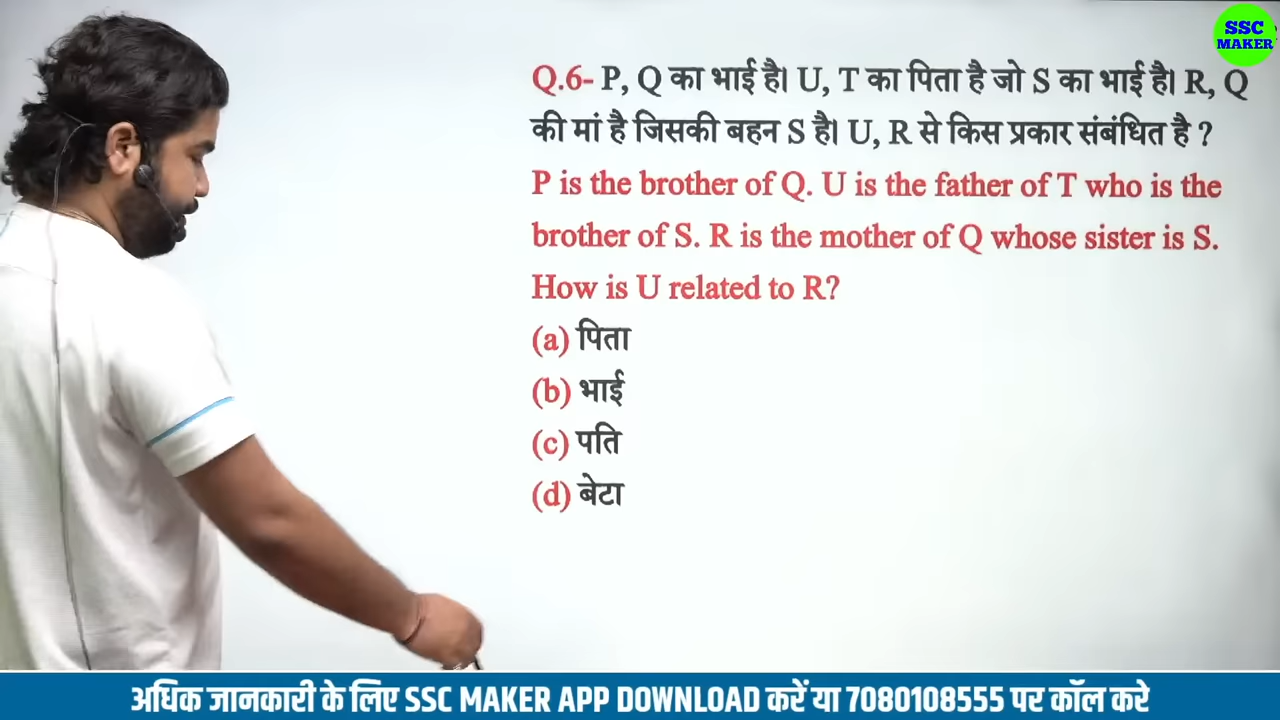 SSC
MAKER
Q.6- P, Q का भाई है। U, T का पिता है जो S का भाई है। R, Q
की मां है जिसकी बहन S है। U, R से किस प्रकार संबंधित है ?
P is the brother of Q. U is the father of T who is the
brother of S. R is the mother of Q whose sister is S.
How is U related to R?
(a) पिता
(b) भाई
(c) पति
(d) बेटा
अधिक जानकारी के लिए SSC MAKER APP DOWNLOAD करें या 7080108555 पर कॉल करे